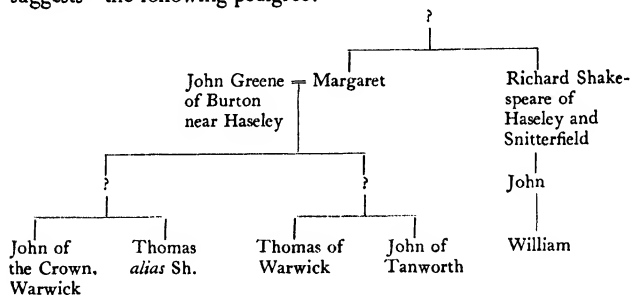 suggests the following pedigree:
?
John Greene = Margaret
of Burton
near Haseley
Richard Shake-
speare of
Haseley and
Snitterfield
?
?
John
John of
the Crown,
Warwick
Thomas
alias Sh.
Thomas of
Warwick
John of
Tanworth
William